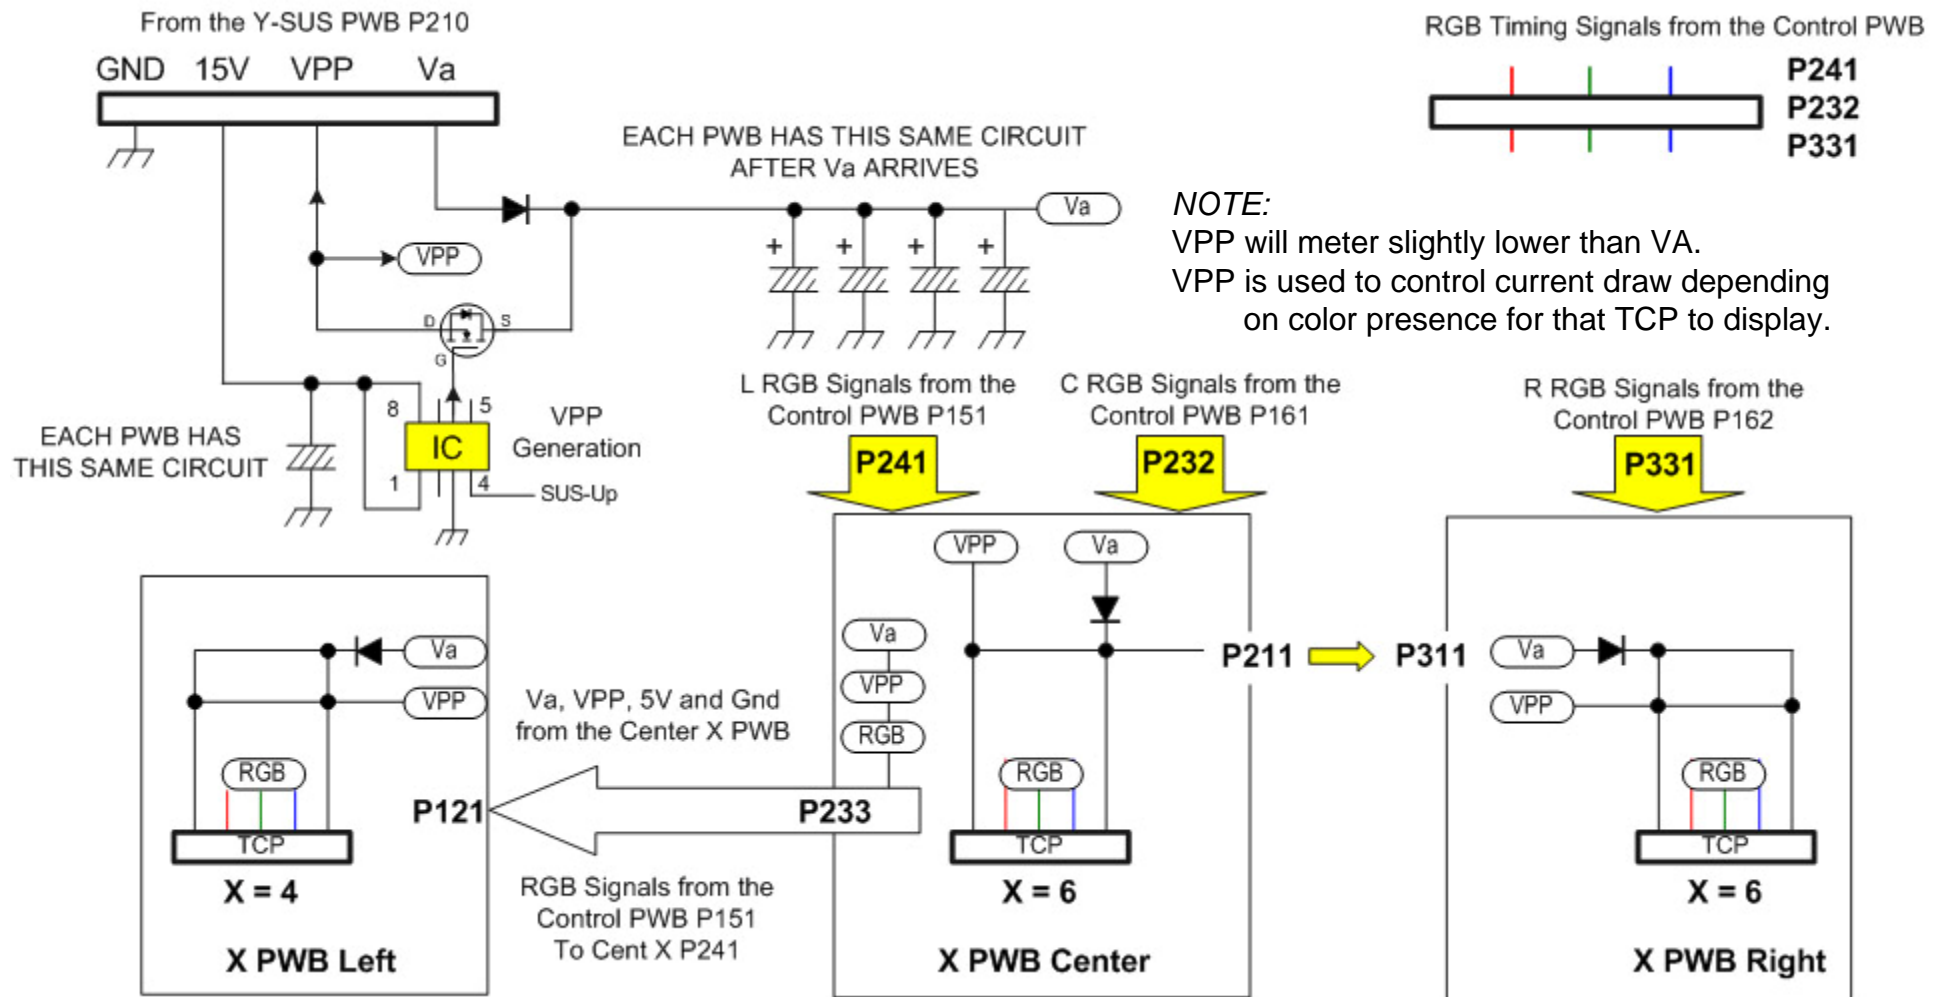 From the Y-SUS PWB P210
GND 15V VPP Va
RGB Timing Signals from the Control PWB
P241
P232
P331
EACH PWB HAS THIS SAME CIRCUIT
AFTER Va ARRIVES
Va
+ + + +
VPP
D S
G
NOTE:
VPP will meter slightly lower than VA.
VPP is used to control current draw depending
on color presence for that TCP to display.
EACH PWB HAS
THIS SAME CIRCUIT
8 5
IC
1 4
VPP
Generation
SUS-Up
L RGB Signals from the
Control PWB P151
P241
C RGB Signals from the
Control PWB P161
P232
R RGB Signals from the
Control PWB P162
P331
Va
VPP
RGB
TCP
X = 4
X PWB Left
P121
Va, VPP, 5V and Gnd
from the Center X PWB
P233
RGB Signals from the
Control PWB P151
To Cent X P241
VPP Va
Va
VPP
RGB
RGB
TCP
X = 6
X PWB Center
P211
P311
Va
VPP
RGB
TCP
X = 6
X PWB Right